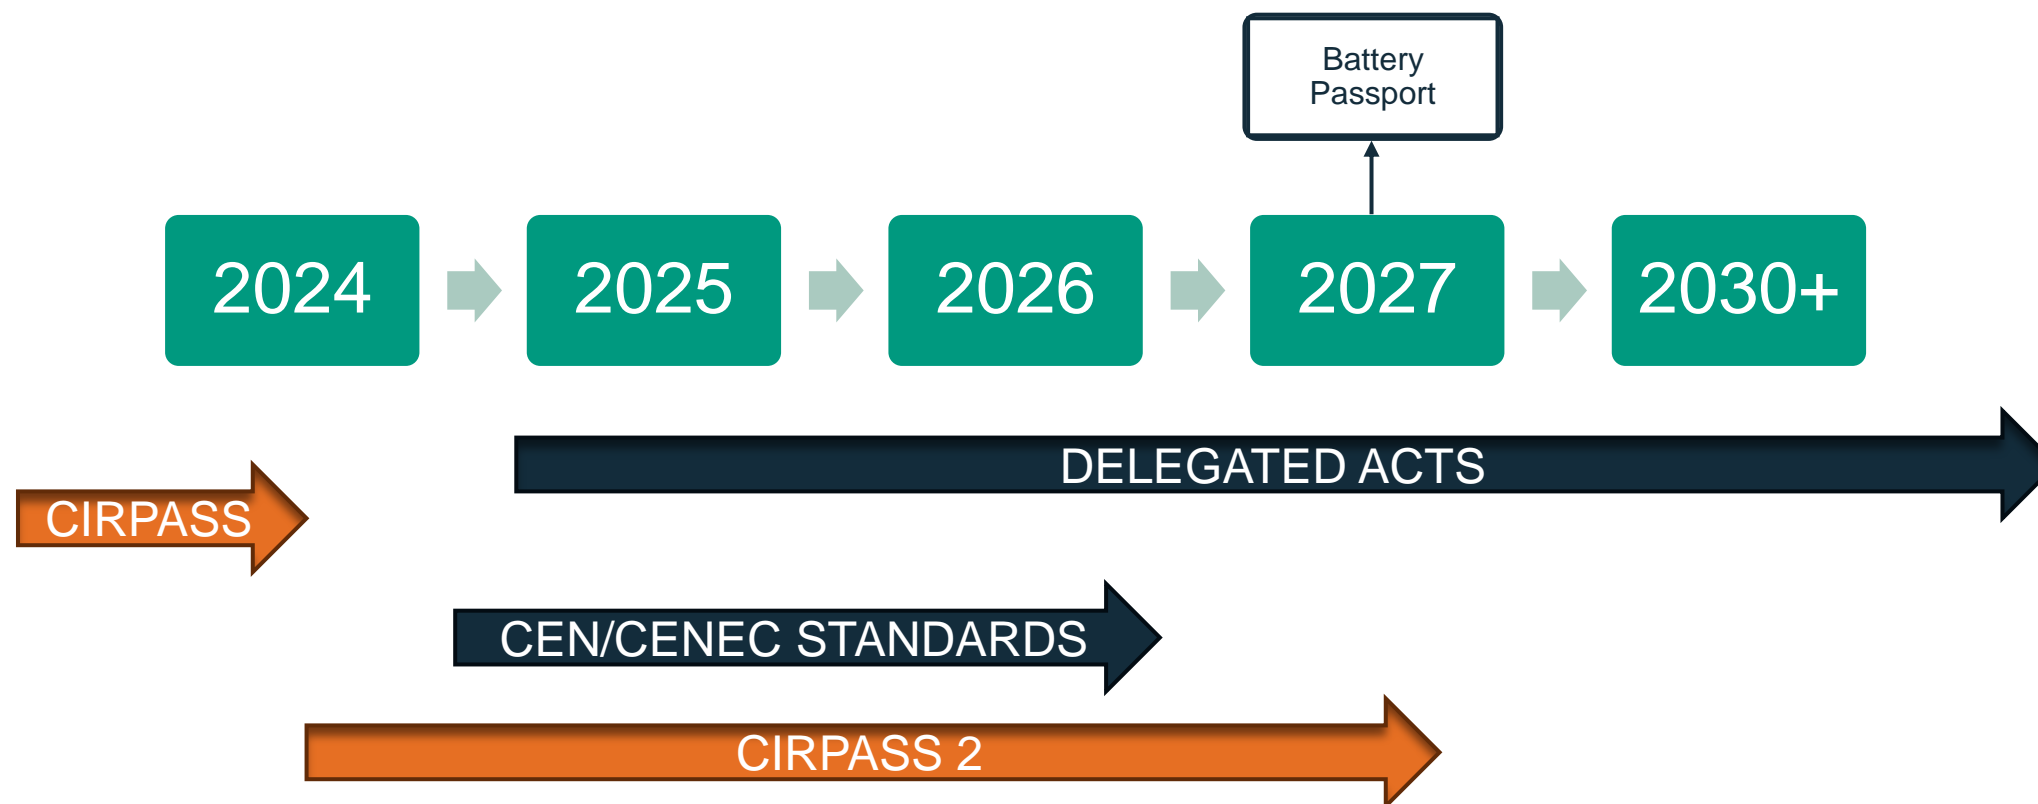 Battery
Passport
2024
2025
2026
2027
2030+
DELEGATED ACTS
CIRPASS
CEN/CENEC STANDARDS
CIRPASS 2